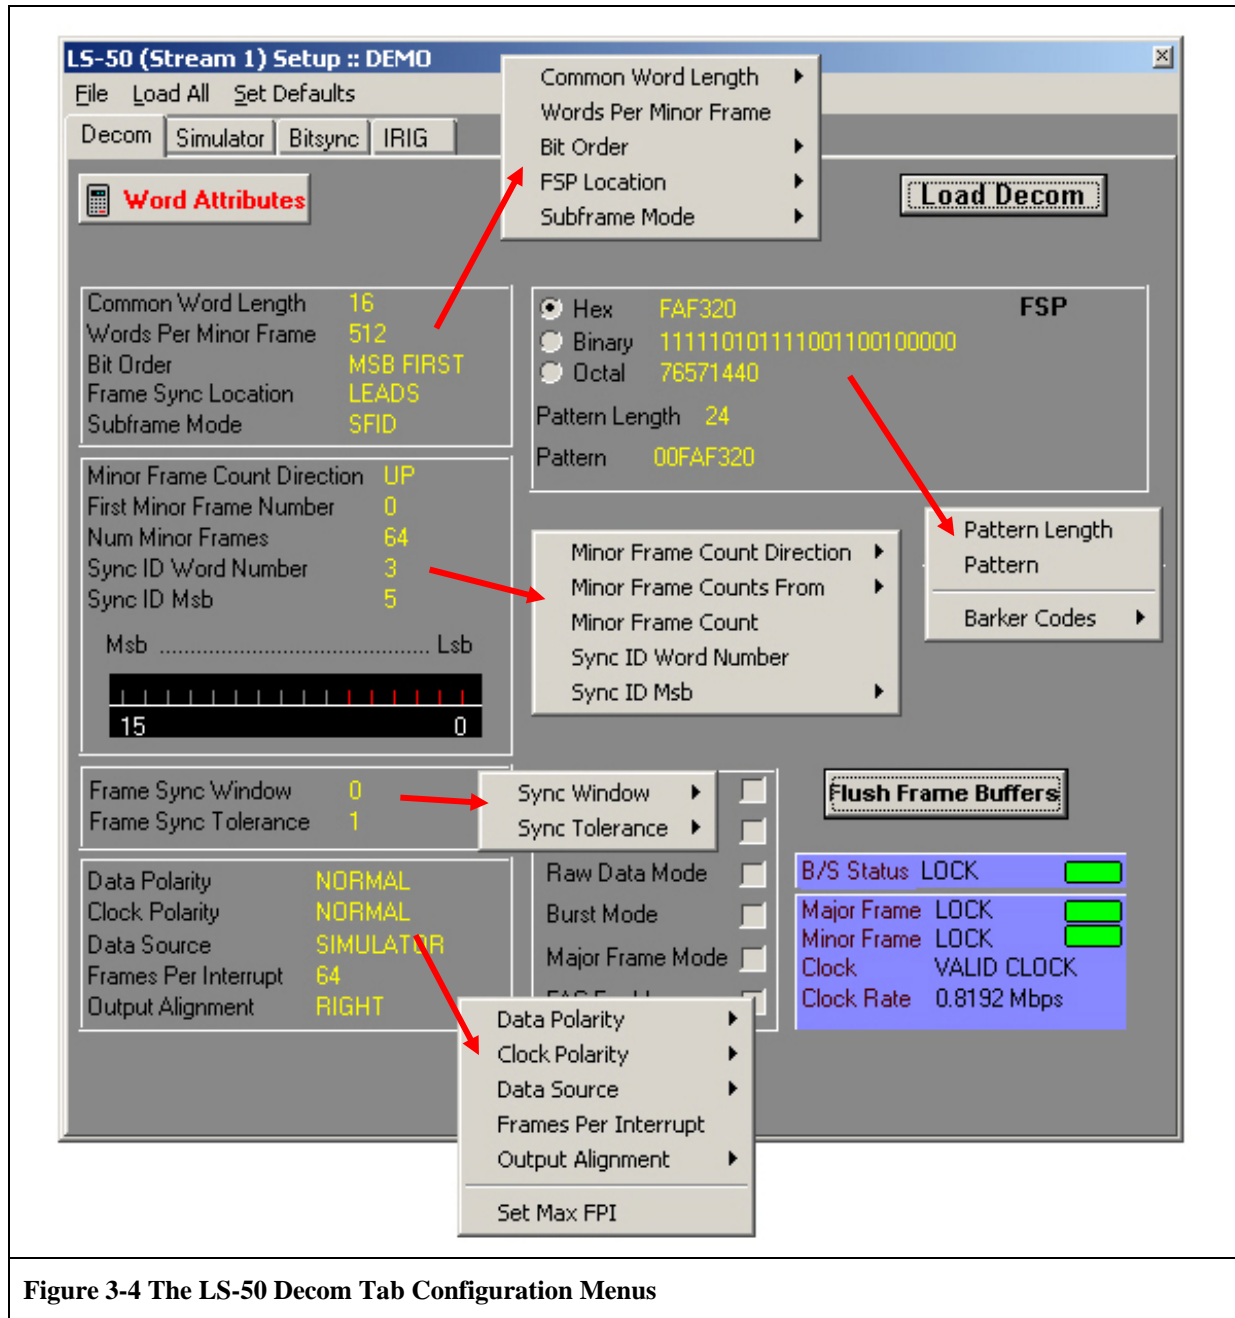 LS-50 (Stream 1) Setup :: DEMO
File Load All Set Defaults
Decom Simulator Bitsync IRIG
Word Attributes
Load Decom
Common Word Length
Words Per Minor Frame
Bit Order
FSP Location
Subframe Mode
Common Word Length 16
Words Per Minor Frame 512
Bit Order MSB FIRST
Frame Sync Location LEADS
Subframe Mode SFID
Hex FAF320 FSP
Binary 111110101111001100100000
Octal 76571440
Pattern Length 24
Pattern 00FAF320
Minor Frame Count Direction UP
First Minor Frame Number 0
Num Minor Frames 64
Sync ID Word Number 3
Sync ID Msb 5
Msb ........................................... Lsb
15 0
Minor Frame Count Direction
Minor Frame Counts From
Minor Frame Count
Sync ID Word Number
Sync ID Msb
Pattern Length
Pattern
Barker Codes
Frame Sync Window 0
Frame Sync Tolerance 1
Sync Window
Sync Tolerance
Flush Frame Buffers
Data Polarity NORMAL
Clock Polarity NORMAL
Data Source SIMULATOR
Frames Per Interrupt 64
Output Alignment RIGHT
Raw Data Mode
Burst Mode
Major Frame Mode
B/S Status LOCK
Major Frame LOCK
Minor Frame LOCK
Clock VALID CLOCK
Clock Rate 0.8192 Mbps
Data Polarity
Clock Polarity
Data Source
Frames Per Interrupt
Output Alignment
Set Max FPI
Figure 3-4 The LS-50 Decom Tab Configuration Menus